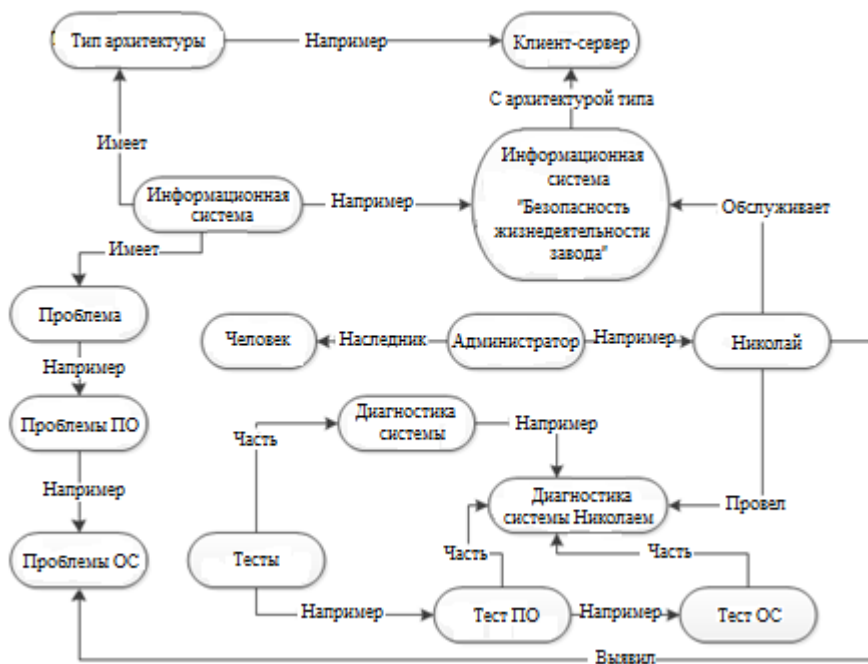 Тип архитектуры
Например
Клиент-сервер
С архитектурой типа
Имеет
Информационная
система
"Безопасность
жизнедеятельности
завода"
Информационная
система
Например
Обслуживает
Имеет
Проблема
Человек
Наследник
Администратор
Например
Николай
Например
Проблемы ПО
Диагностика
системы
Например
Часть
Например
Диагностика
системы Николаем
Провел
Проблемы ОС
Тесты
Часть
Часть
Например
Тест ПО
Например
Тест ОС
Выявил